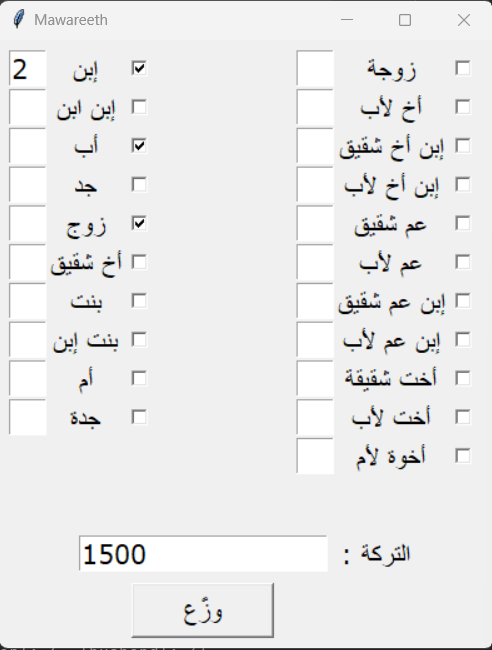 Mawareeth
زوجة
أخ لأب
إبن أخ شقيق
إبن أخ لأب
عم شقيق
عم لأب
إبن عم شقيق
إبن عم لأب
أخت شقيقة
أخت لأب
أخوة لأم
إبن 2
إبن ابن
أب
جد
زوج
أخ شقيق
بنت
بنت إبن
أم
جدة
التركة : 1500
وزّع